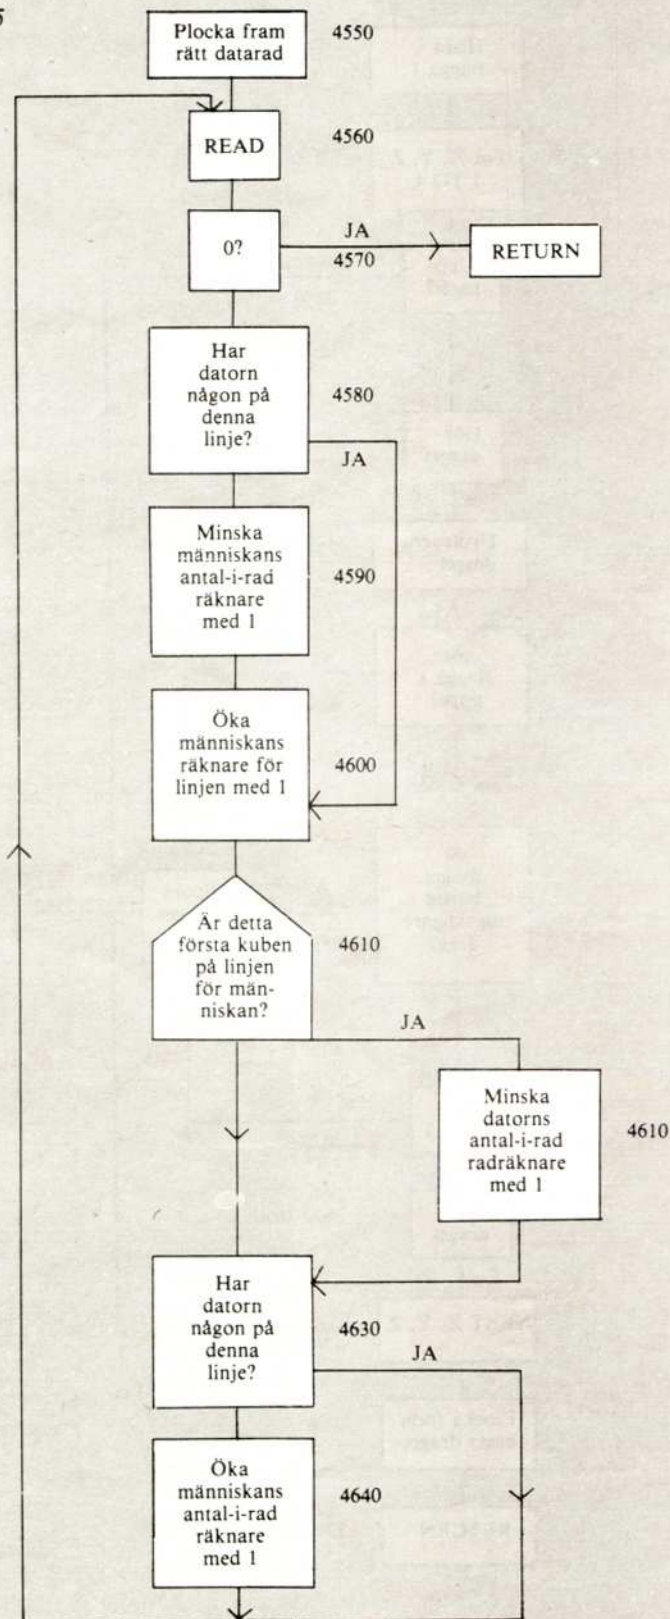 5
Plocka fram
rätt datarad
4550
READ
4560
0?
JA
4570
RETURN
Har
datorn
någon på
denna
linje?
4580
JA
Minska
människans
antal-i-rad
räknare
med 1
4590
Öka
människans
räknare för
linjen med 1
4600
Är detta
första kuben
på linjen
för män-
niskan?
4610
JA
Minska
datorns
antal-i-rad
radräknare
med 1
4610
Har
datorn
någon på
denna
linje?
4630
JA
Öka
människans
antal-i-rad
räknare
med 1
4640